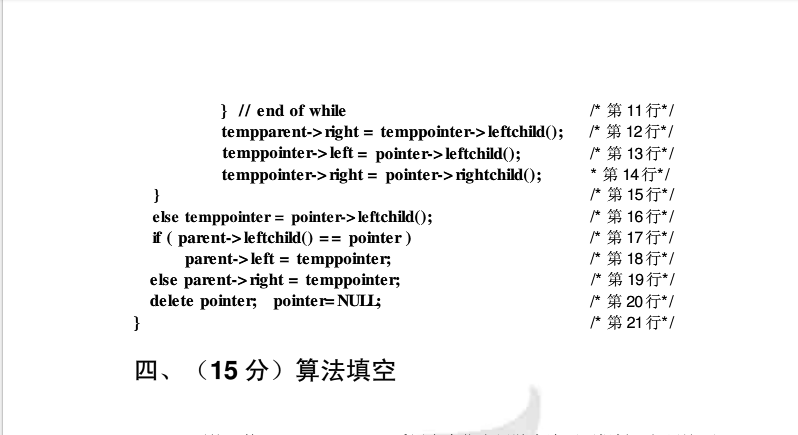 } // end of while /* 第 11 行*/
tempparent->right = temppointer->leftchild(); /* 第 12 行*/
temppointer->left = pointer->leftchild(); /* 第 13 行*/
temppointer->right = pointer->rightchild(); * 第 14 行*/
} /* 第 15 行*/
else temppointer = pointer->leftchild(); /* 第 16 行*/
if ( parent->leftchild() == pointer ) /* 第 17 行*/
parent->left = temppointer; /* 第 18 行*/
else parent->right = temppointer; /* 第 19 行*/
delete pointer; pointer=NULL; /* 第 20 行*/
} /* 第 21 行*/
四、（15 分）算法填空